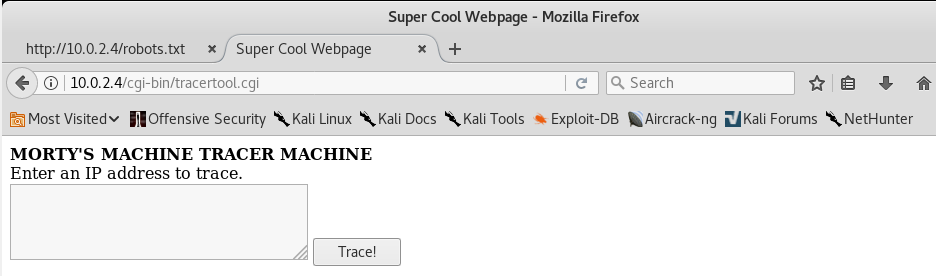 Super Cool Webpage - Mozilla Firefox
http://10.0.2.4/robots.txt × Super Cool Webpage × +
10.0.2.4/cgi-bin/tracertool.cgi Search
Most Visited Offensive Security Kali Linux Kali Docs Kali Tools Exploit-DB Aircrack-ng Kali Forums NetHunter
MORTY'S MACHINE TRACER MACHINE
Enter an IP address to trace.
Trace!